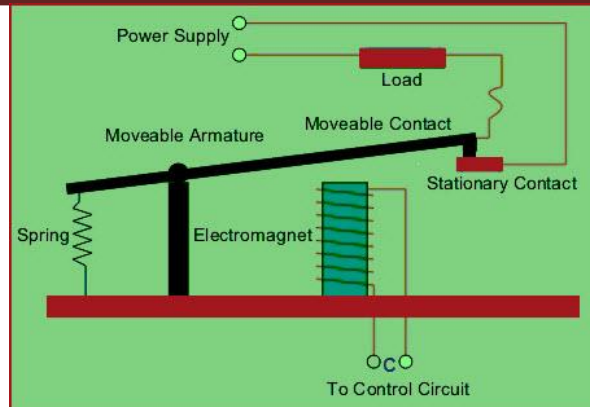 Power Supply
Load
Moveable Contact
Moveable Armature
Stationary Contact
Spring
Electromagnet
C
To Control Circuit